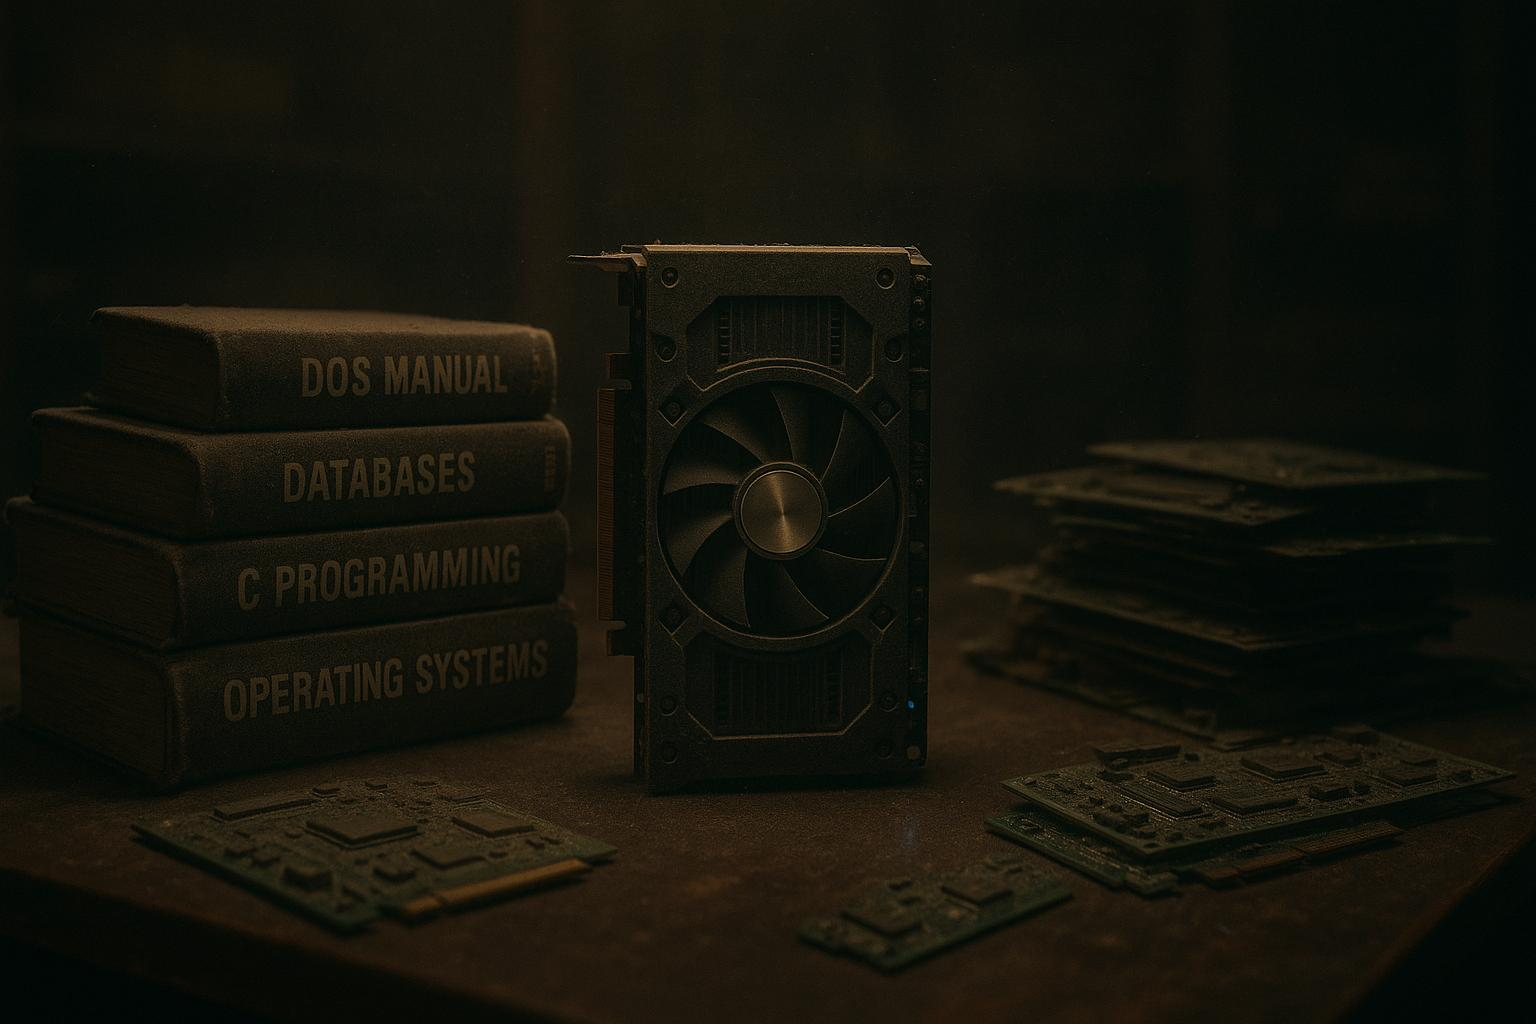 DOS MANUAL
DATABASES
C PROGRAMMING
OPERATING SYSTEMS